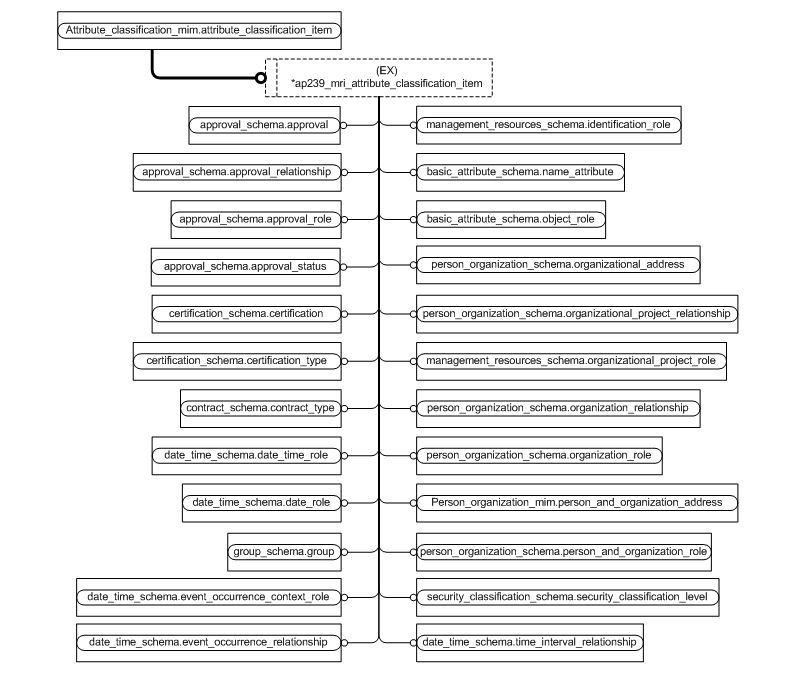 Attribute_classification_mim.attribute_classification_item
(EX)
*ap239_mri_attribute_classification_item
approval_schema.approval
management_resources_schema.identification_role
approval_schema.approval_relationship
basic_attribute_schema.name_attribute
approval_schema.approval_role
basic_attribute_schema.object_role
approval_schema.approval_status
person_organization_schema.organizational_address
certification_schema.certification
person_organization_schema.organizational_project_relationship
certification_schema.certification_type
management_resources_schema.organizational_project_role
contract_schema.contract_type
person_organization_schema.organization_relationship
date_time_schema.date_time_role
person_organization_schema.organization_role
date_time_schema.date_role
Person_organization_mim.person_and_organization_address
group_schema.group
person_organization_schema.person_and_organization_role
date_time_schema.event_occurrence_context_role
security_classification_schema.security_classification_level
date_time_schema.event_occurrence_relationship
date_time_schema.time_interval_relationship